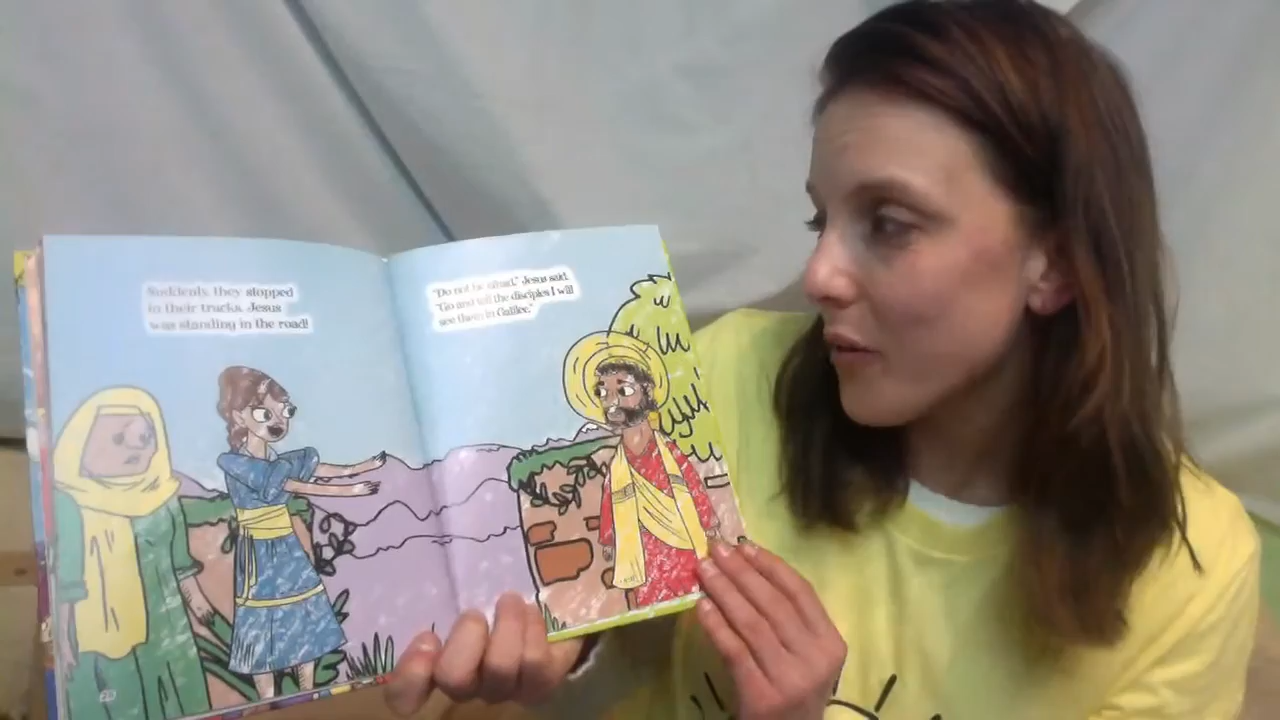 Suddenly, they stopped
in their tracks. Jesus
was standing in the road!
"Do not be afraid," Jesus said.
"Go and tell the disciples I will
see them in Galilee."